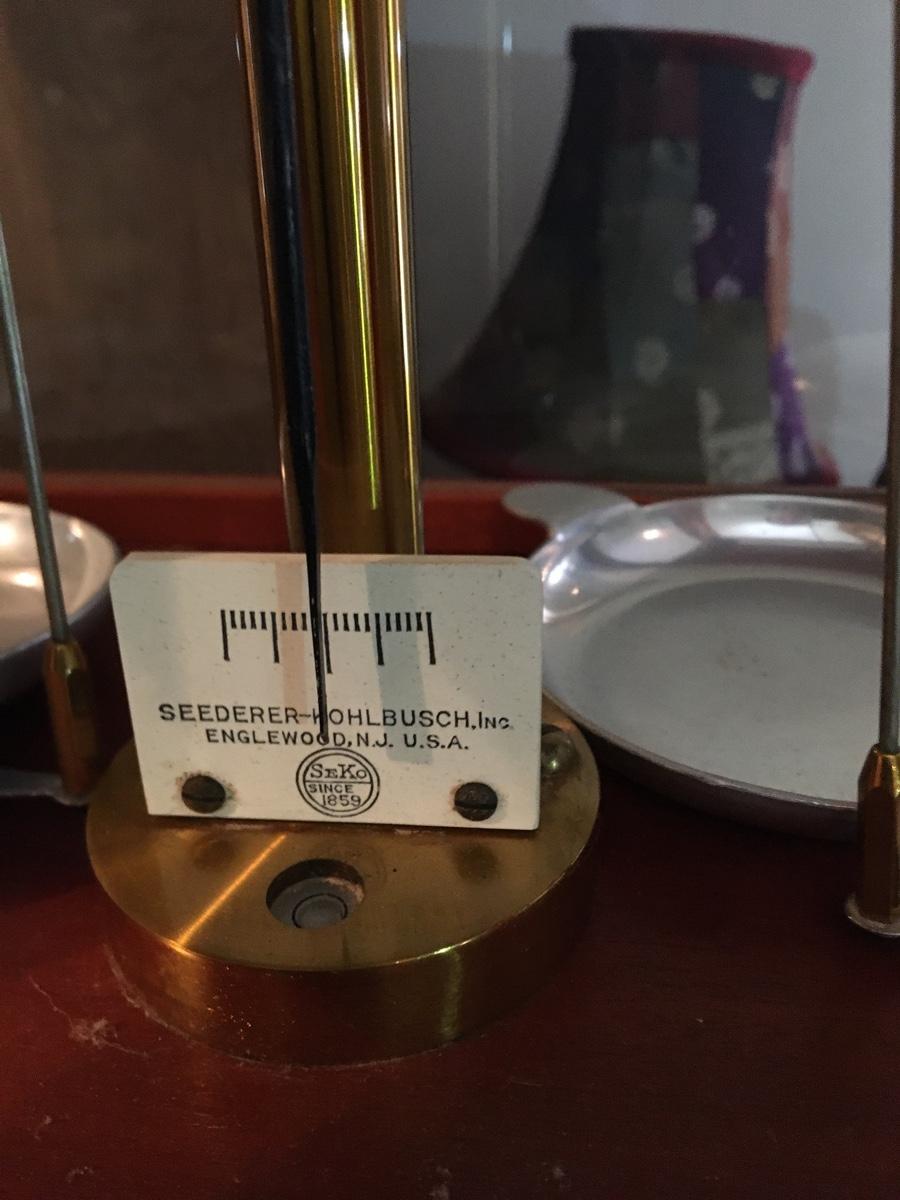 SEEDERER-KOHLBUSCH, INC.
ENGLEWOOD, N.J. U.S.A.
SEKO
SINCE
1859